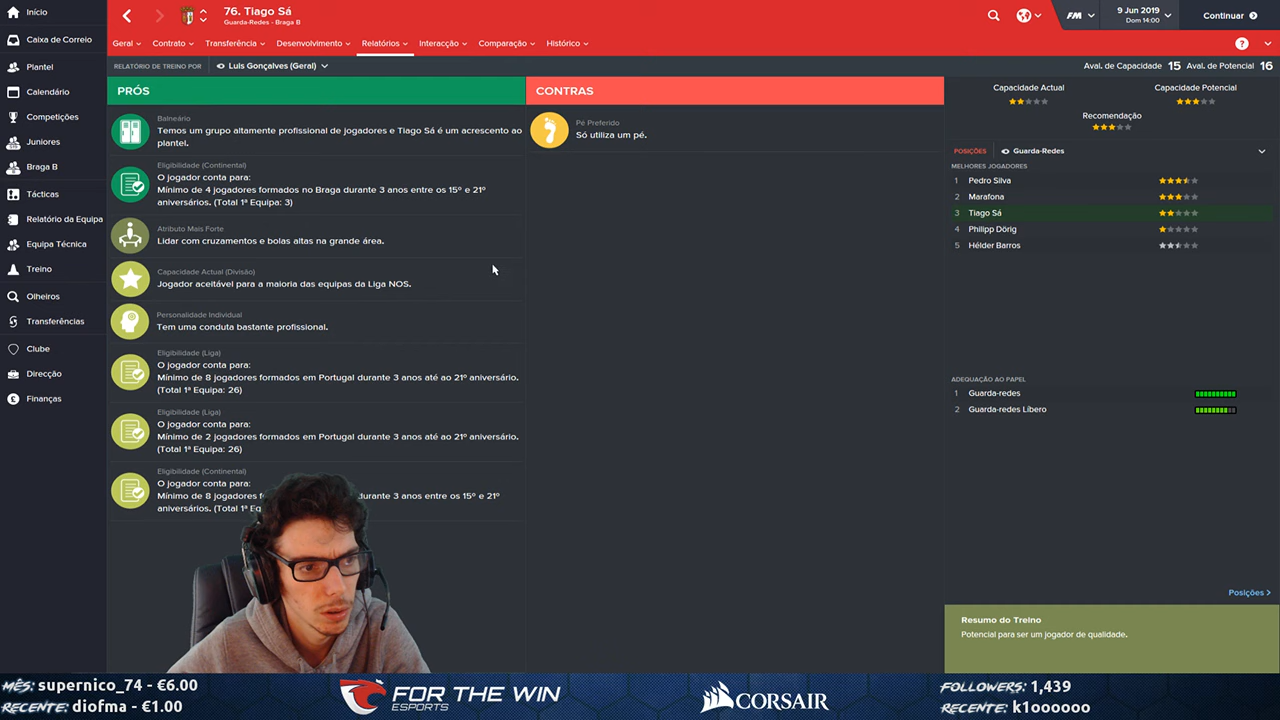 Início
Caixa de Correio
Plantel
Calendário
Competições
Juniores
Braga B
Tácticas
Relatório da Equipa
Equipa Técnica
Treino
Olheiros
Transferências
Clube
Direcção
Finanças
76. Tiago Sá
Guarda-Redes - Braga B
FM
9 Jun 2019
Dom 14:00
Continuar
Geral
Contrato
Transferência
Desenvolvimento
Relatórios
Interacção
Comparação
Histórico
?
RELATÓRIO DE TREINO POR
Luis Gonçalves (Geral)
Aval. de Capacidade 15 Aval. de Potencial 16
PRÓS
Balneário
Temos um grupo altamente profissional de jogadores e Tiago Sá é um acrescento ao
plantel.
Eligibilidade (Continental)
O jogador conta para:
Mínimo de 4 jogadores formados no Braga durante 3 anos entre os 15º e 21º
aniversários. (Total 1ª Equipa: 3)
Atributo Mais Forte
Lidar com cruzamentos e bolas altas na grande área.
Capacidade Actual (Divisão)
Jogador aceitável para a maioria das equipas da Liga NOS.
Personalidade Individual
Tem uma conduta bastante profissional.
Eligibilidade (Liga)
O jogador conta para:
Mínimo de 8 jogadores formados em Portugal durante 3 anos até ao 21º aniversário.
(Total 1ª Equipa: 26)
Eligibilidade (Liga)
O jogador conta para:
Mínimo de 2 jogadores formados em Portugal durante 3 anos até ao 21º aniversário.
(Total 1ª Equipa: 26)
Eligibilidade (Continental)
O jogador conta para:
Mínimo de 8 jogadores durante 3 anos entre os 15º e 21º
aniversários. (Total 1ª
CONTRAS
Pé Preferido
Só utiliza um pé.
Capacidade Actual
Capacidade Potencial
Recomendação
POSIÇÕES
Guarda-Redes
MELHORES JOGADORES
1 Pedro Silva
2 Marafona
3 Tiago Sá
4 Philipp Dörig
5 Hélder Barros
ADEQUAÇÃO AO PAPEL
1 Guarda-redes
2 Guarda-redes Líbero
Posições >
Resumo do Treino
Potencial para ser um jogador de qualidade.
MÊS: supernico_74 - €6.00
RECENTE: diofma - €1.00
FOR THE WIN
ESPORTS
CORSAIR
FOLLOWERS: 1,439
RECENTE: k1oooooo